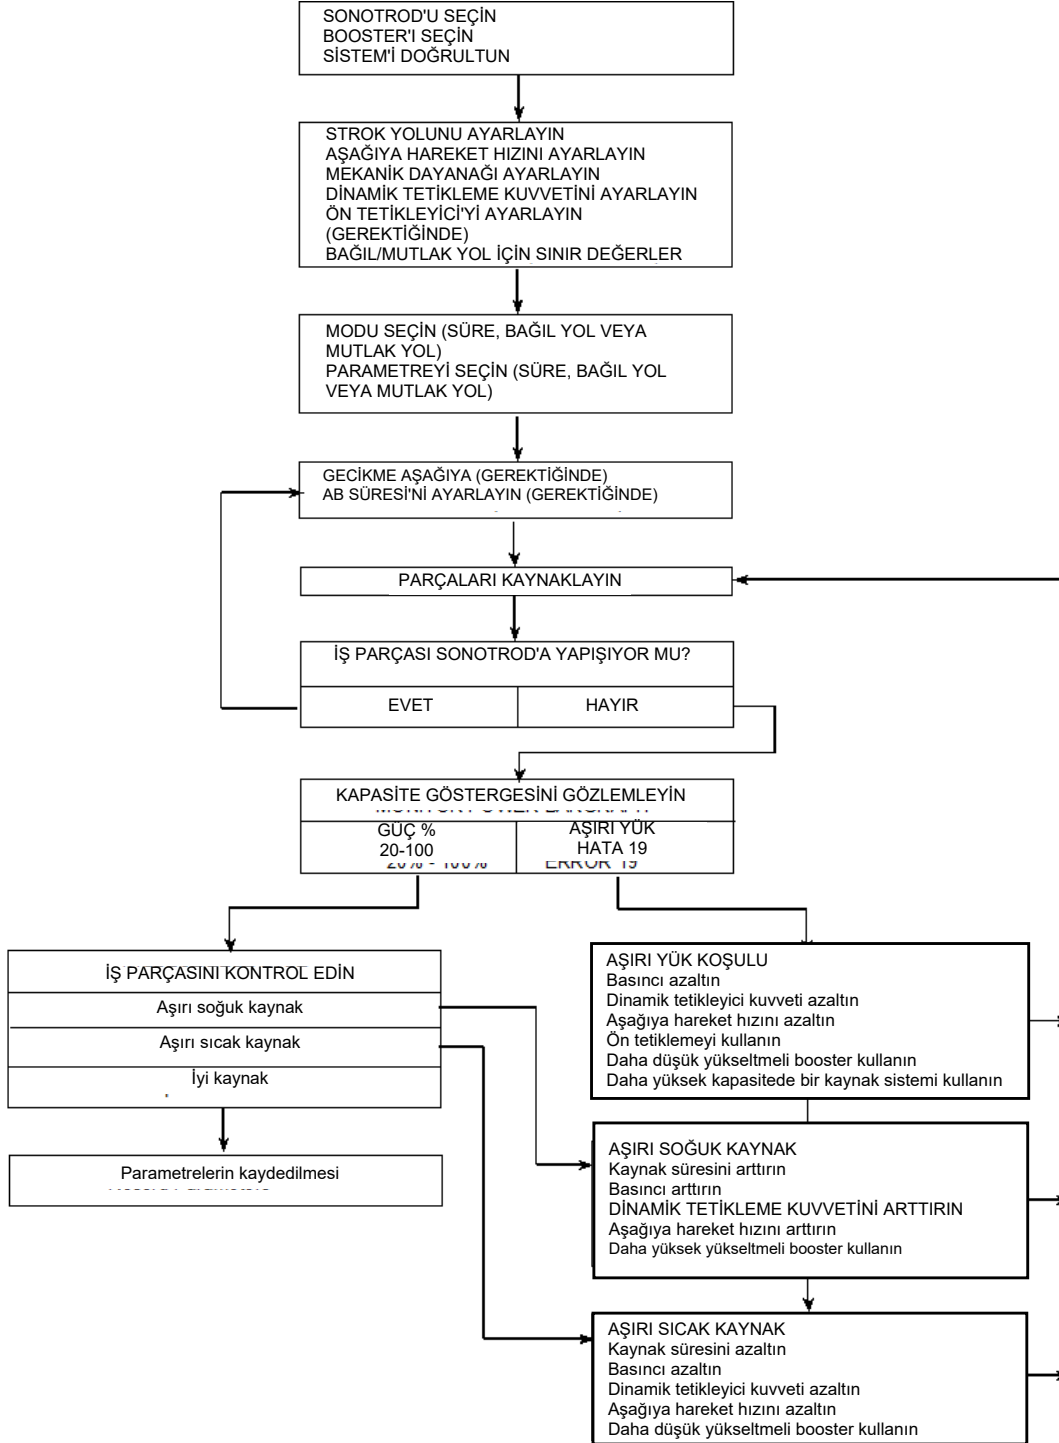 SONOTROD'U SEÇİN
BOOSTER'I SEÇİN
SİSTEM'İ DOĞRULTUN
STROK YOLUNU AYARLAYIN
AŞAĞIYA HAREKET HIZINI AYARLAYIN
MEKANİK DAYANAĞI AYARLAYIN
DİNAMİK TETİKLEME KUVVETİNİ AYARLAYIN
ÖN TETİKLEYİCİ'Yİ AYARLAYIN
(GEREKTİĞİNDE)
BAĞIL/MUTLAK YOL İÇİN SINIR DEĞERLER
MODU SEÇİN (SÜRE, BAĞIL YOL VEYA
MUTLAK YOL)
PARAMETREYİ SEÇİN (SÜRE, BAĞIL YOL
VEYA MUTLAK YOL)
GECİKME AŞAĞIYA (GEREKTİĞİNDE)
AB SÜRESİ'Nİ AYARLAYIN (GEREKTİĞİNDE)
PARÇALARI KAYNAKLAYIN
İŞ PARÇASI SONOTROD'A YAPIŞIYOR MU?
EVET
HAYIR
KAPASİTE GÖSTERGESİNİ GÖZLEMLEYİN
GÜÇ %
20-100
20% - 100%
AŞIRI YÜK
HATA 19
ERROR 19
İŞ PARÇASINI KONTROL EDİN
Aşırı soğuk kaynak
Aşırı sıcak kaynak
İyi kaynak
Parametrelerin kaydedilmesi
AŞIRI YÜK KOŞULU
Basıncı azaltın
Dinamik tetikleyici kuvveti azaltın
Aşağıya hareket hızını azaltın
Ön tetiklemeyi kullanın
Daha düşük yükseltmeli booster kullanın
Daha yüksek kapasitede bir kaynak sistemi kullanın
AŞIRI SOĞUK KAYNAK
Kaynak süresini arttırın
Basıncı arttırın
DİNAMİK TETİKLEME KUVVETİNİ ARTTIRIN
Aşağıya hareket hızını arttırın
Daha yüksek yükseltmeli booster kullanın
AŞIRI SICAK KAYNAK
Kaynak süresini azaltın
Basıncı azaltın
Dinamik tetikleyici kuvveti azaltın
Aşağıya hareket hızını azaltın
Daha düşük yükseltmeli booster kullanın